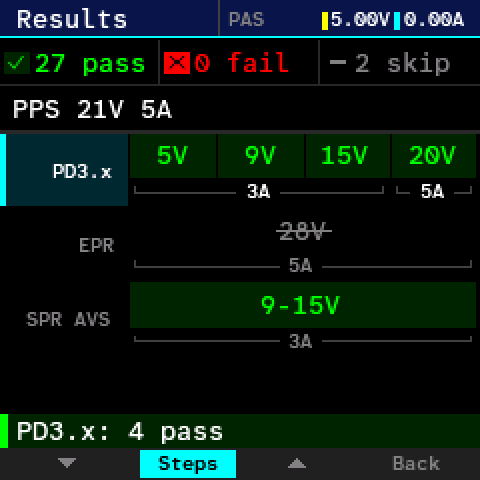 Results PAS 5.00V 0.00A
27 pass 0 fail 2 skip
PPS 21V 5A
PD3.x 5V 9V 15V 20V
3A 5A
EPR 28V
5A
SPR AVS 9-15V
3A
PD3.x: 4 pass
Steps Back